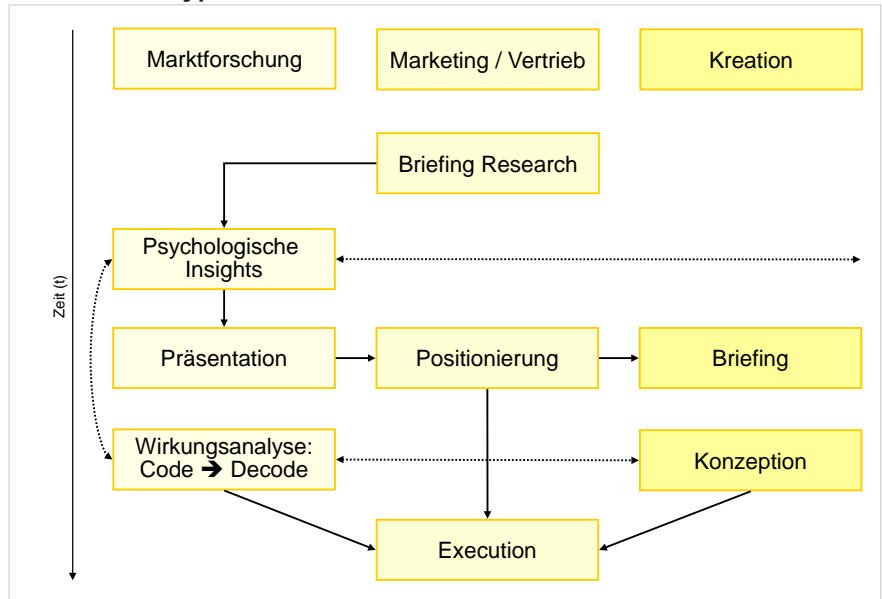 Marktforschung
Marketing / Vertrieb
Kreation
Briefing Research
Psychologische
Insights
Zeit (t)
Präsentation
Positionierung
Briefing
Wirkungsanalyse:
Code ➔ Decode
Konzeption
Execution